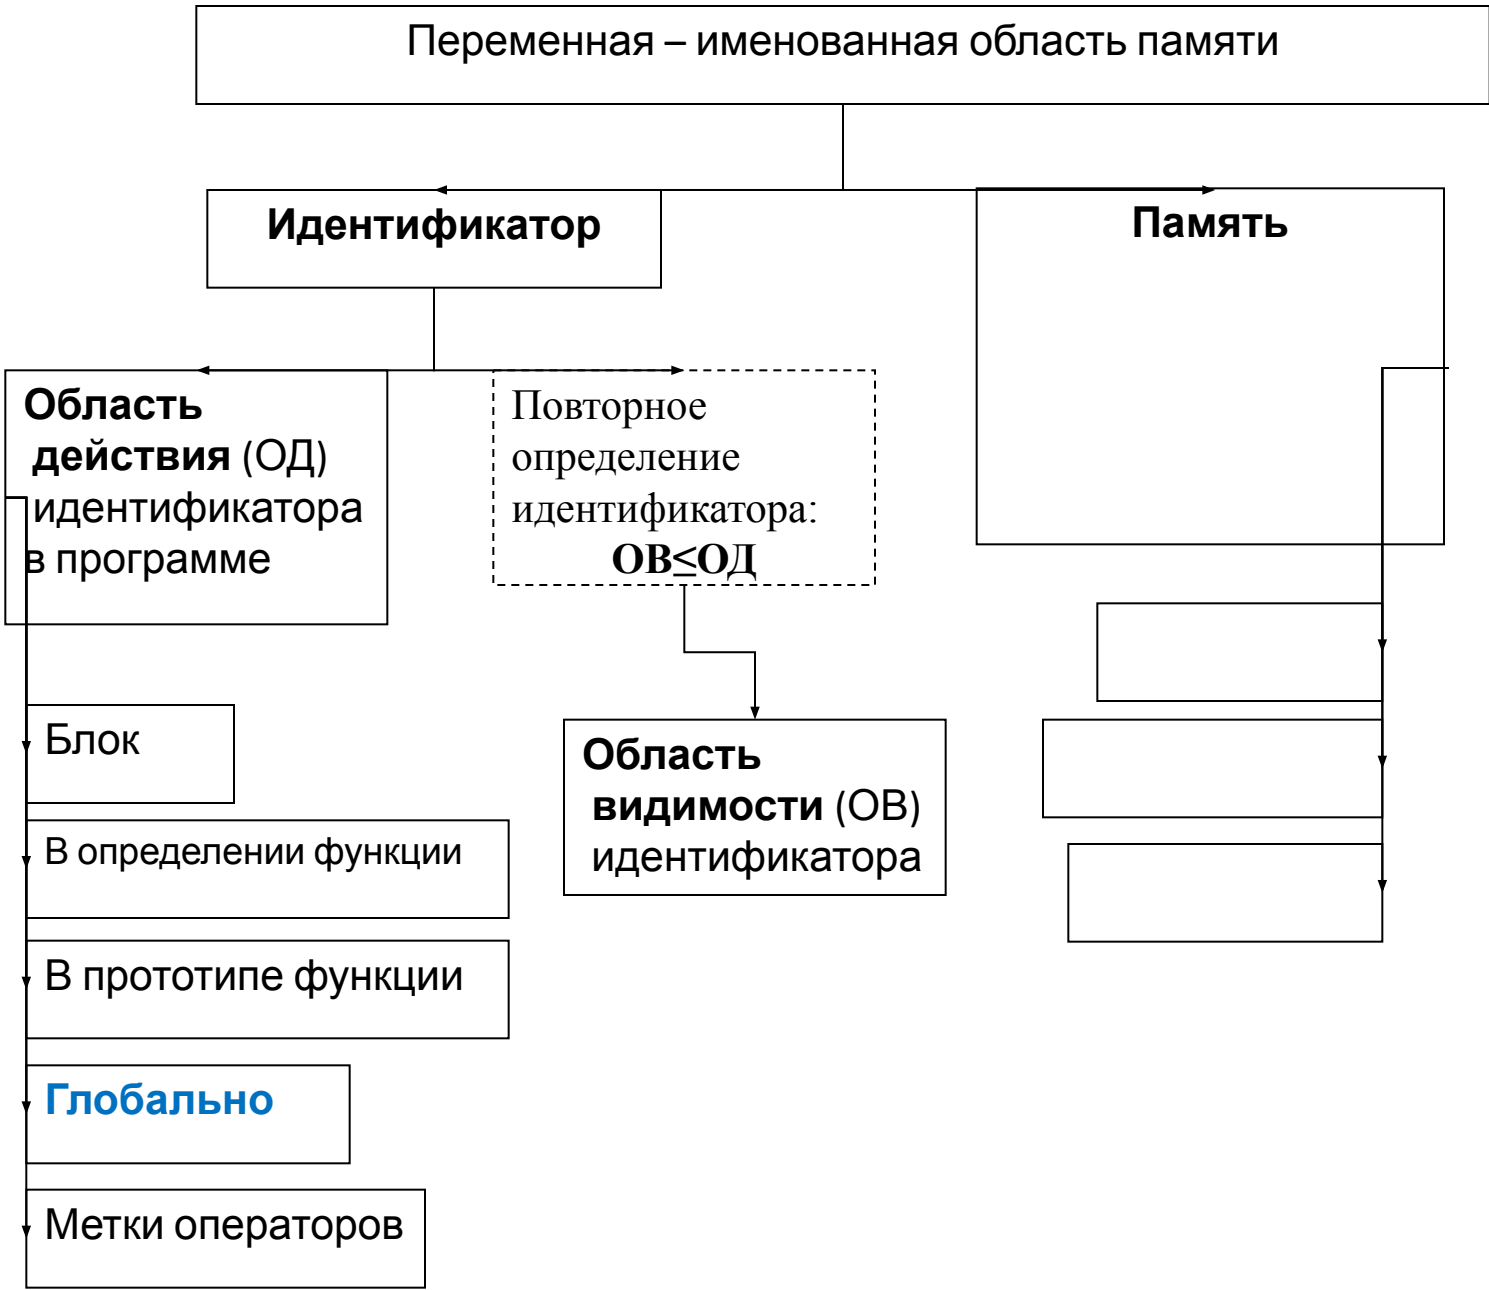 Переменная – именованная область памяти
Идентификатор
Память
Область
действия (ОД)
идентификатора
в программе
Повторное
определение
идентификатора:
ОВ≤ОД
Блок
В определении функции
В прототипе функции
Глобально
Метки операторов
Область
видимости (ОВ)
идентификатора